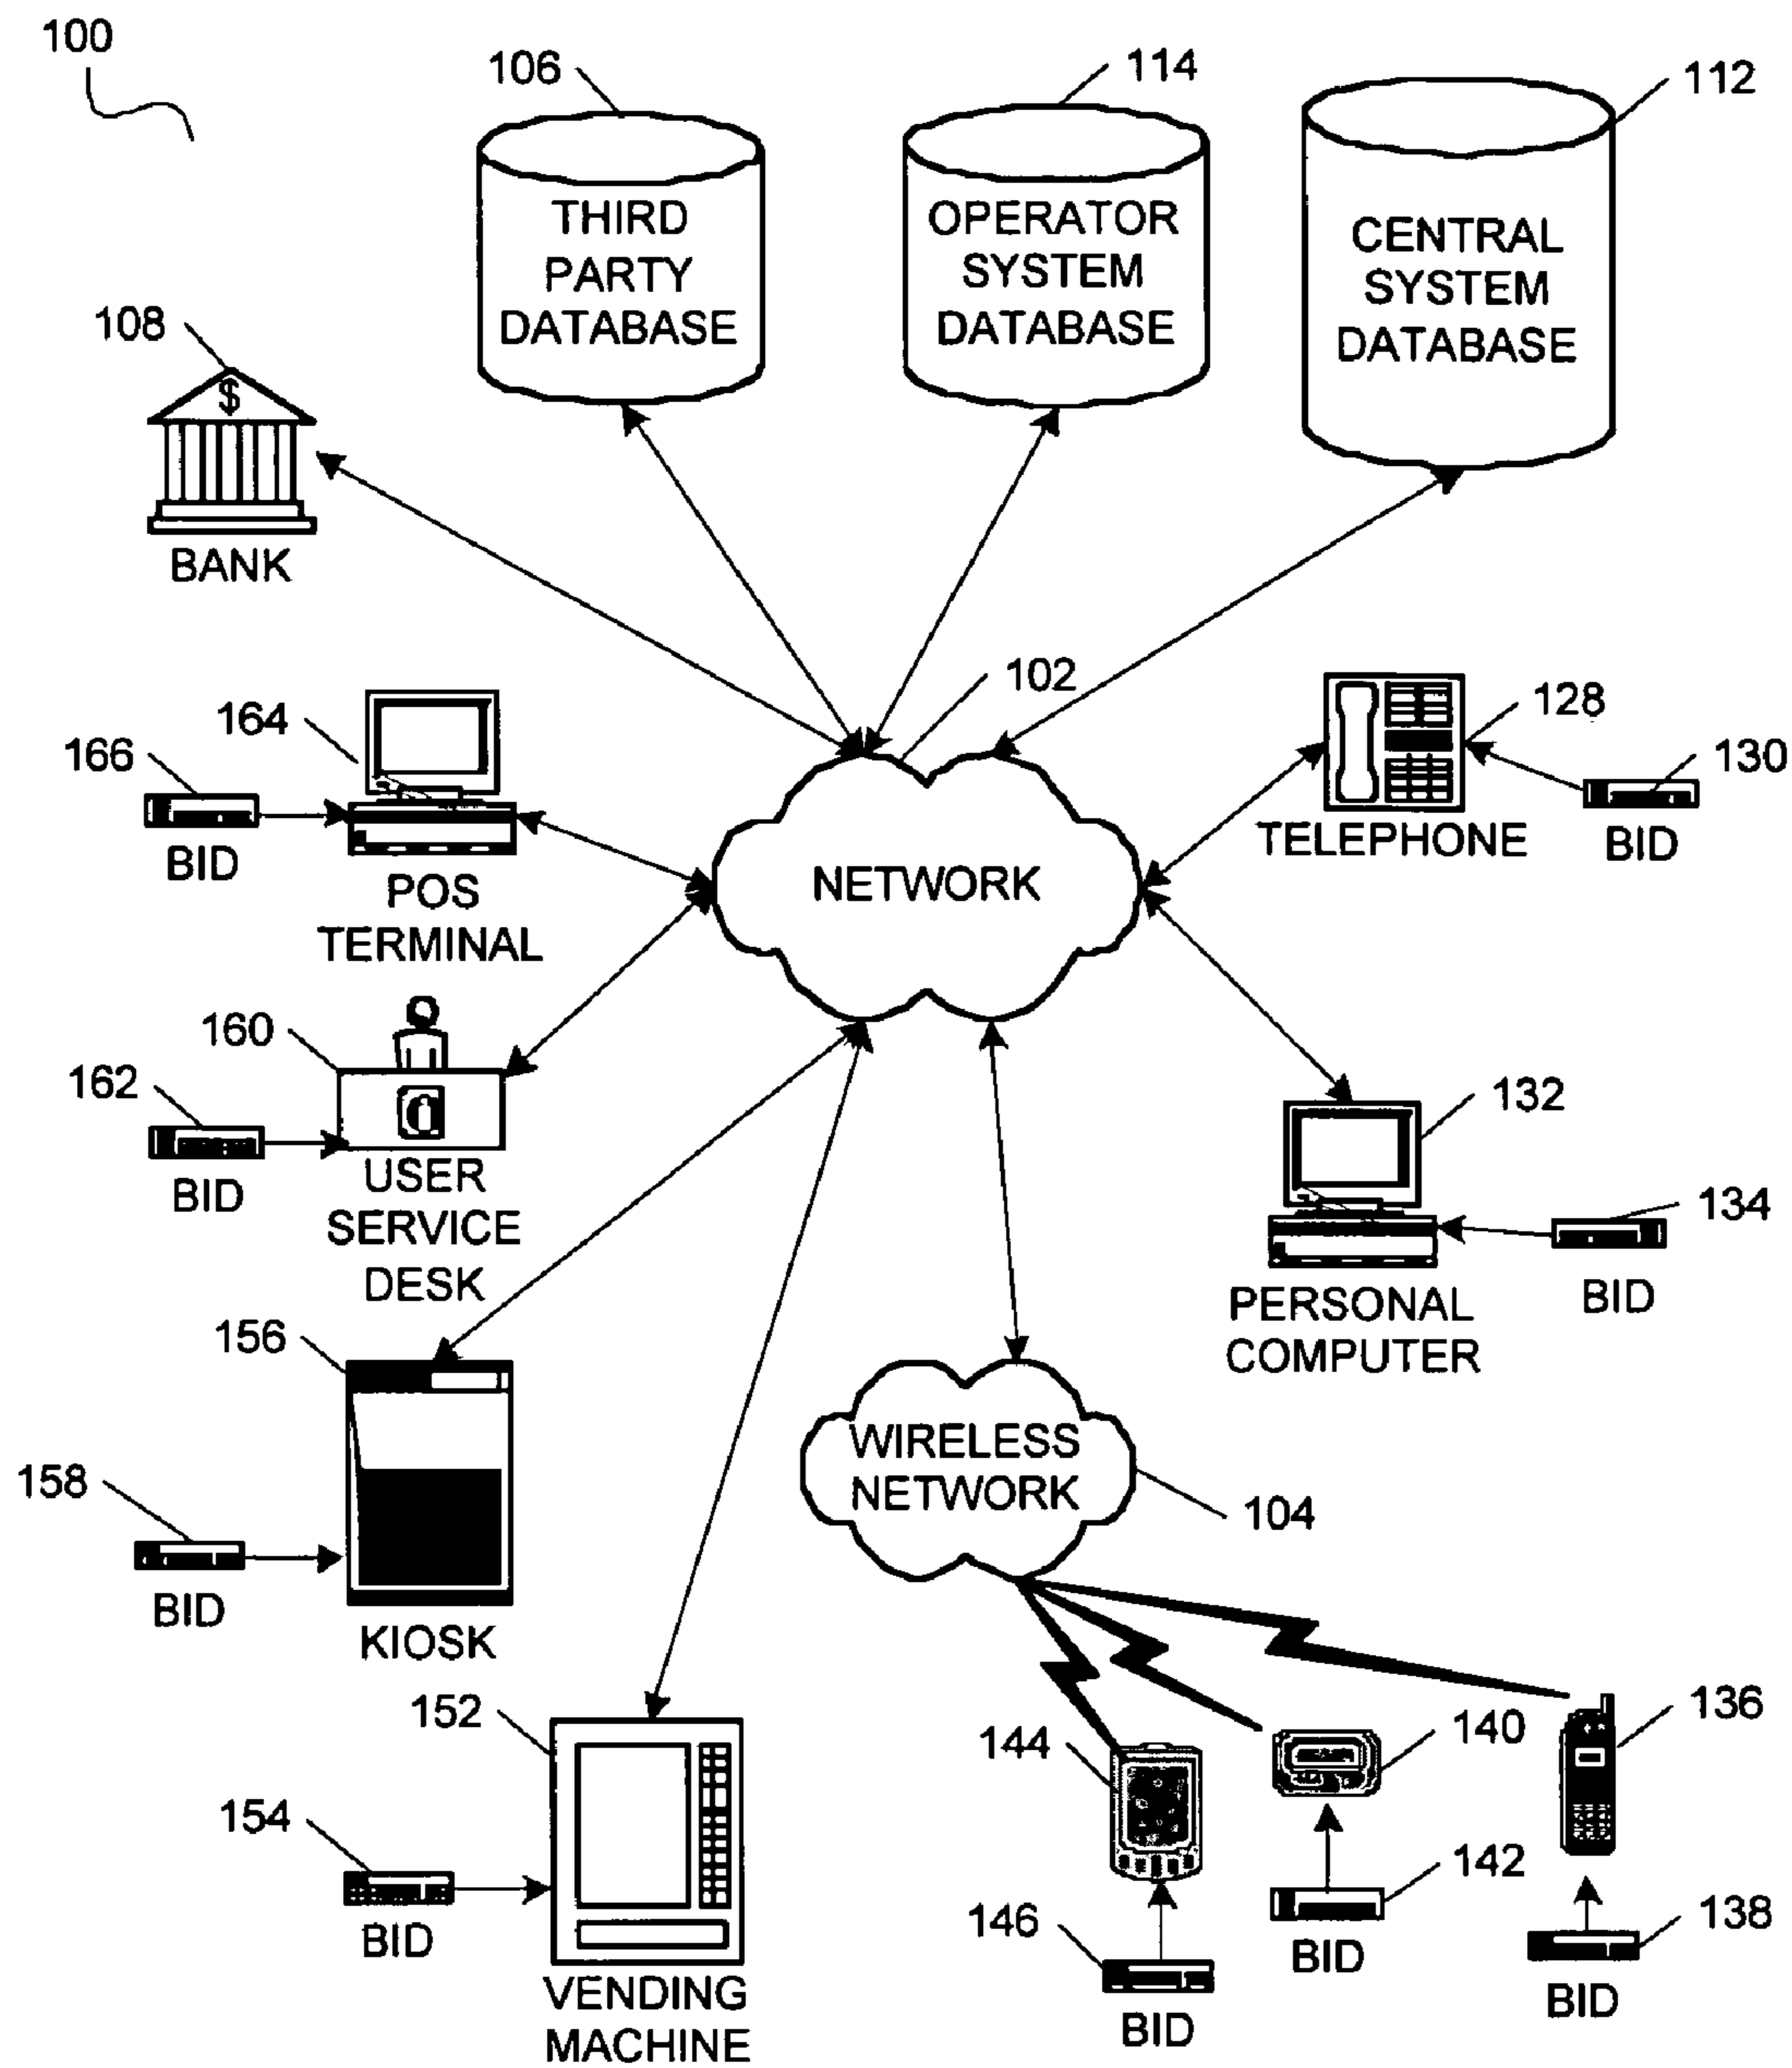 100
106
114
112
THIRD
PARTY
DATABASE
OPERATOR
SYSTEM
DATABASE
CENTRAL
SYSTEM
DATABASE
108
$
BANK
102
164
166
BID
POS
TERMINAL
NETWORK
128
130
TELEPHONE
BID
160
162
BID
USER
SERVICE
DESK
132
134
PERSONAL
COMPUTER
BID
156
158
BID
KIOSK
WIRELESS
NETWORK
104
152
154
BID
VENDING
MACHINE
144
140
136
146
BID
142
BID
138
BID